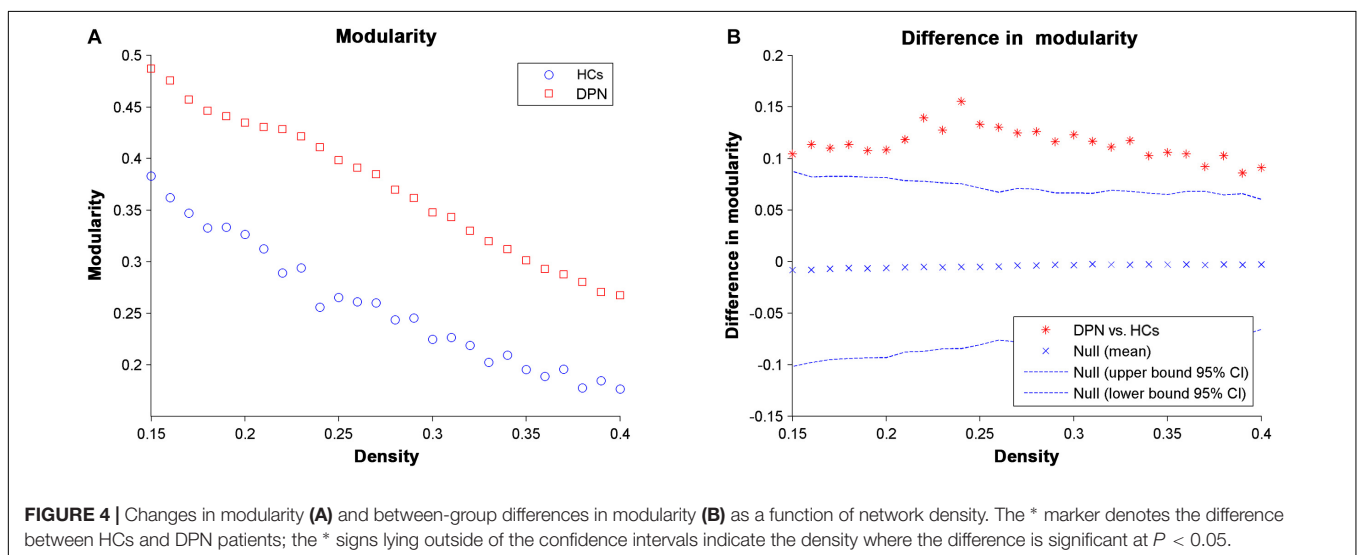 A
Modularity
0.5
0.45
0.4
0.35
0.3
0.25
0.2
Modularity
HCs
DPN
0.15
0.2
0.25
0.3
0.35
0.4
Density
B
Difference in modularity
0.2
0.15
0.1
0.05
0
-0.05
-0.1
-0.15
Difference in modularity
DPN vs. HCs
Null (mean)
Null (upper bound 95% CI)
Null (lower bound 95% CI)
0.15
0.2
0.25
0.3
0.35
0.4
Density
FIGURE 4 | Changes in modularity (A) and between-group differences in modularity (B) as a function of network density. The * marker denotes the difference
between HCs and DPN patients; the * signs lying outside of the confidence intervals indicate the density where the difference is significant at P < 0.05.